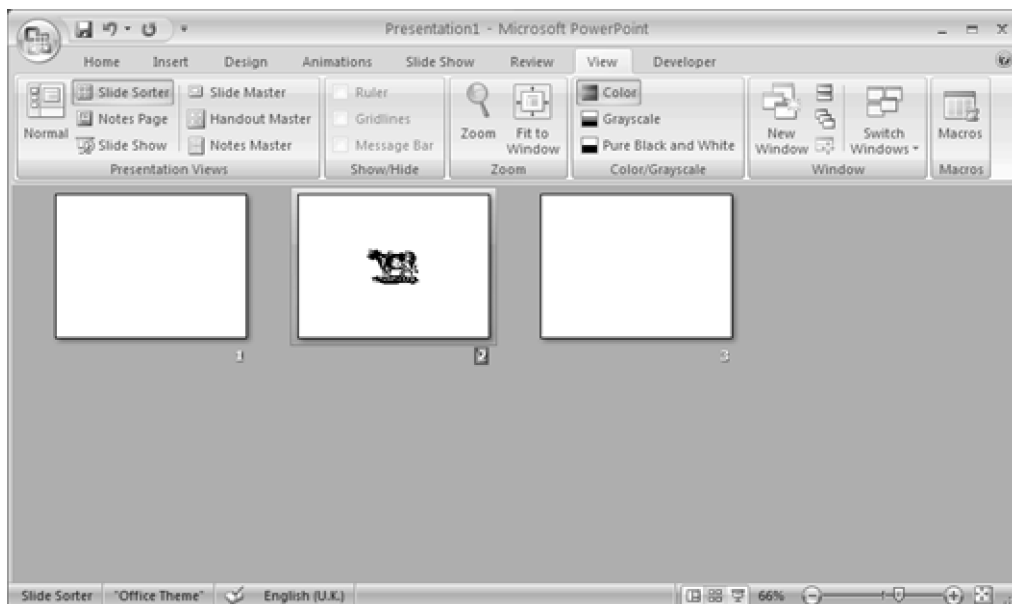 Presentation1 - Microsoft PowerPoint
Home Insert Design Animations Slide Show Review View Developer
Slide Sorter Slide Master Ruler Color
Normal Notes Page Handout Master Gridlines Zoom Fit to Window Grayscale New Window Switch Windows Macros
Slide Show Notes Master Message Bar Pure Black and White
Presentation Views Show/Hide Zoom Color/Grayscale Window Macros
1 2 3
Slide Sorter "Office Theme" English (U.K.) 66%